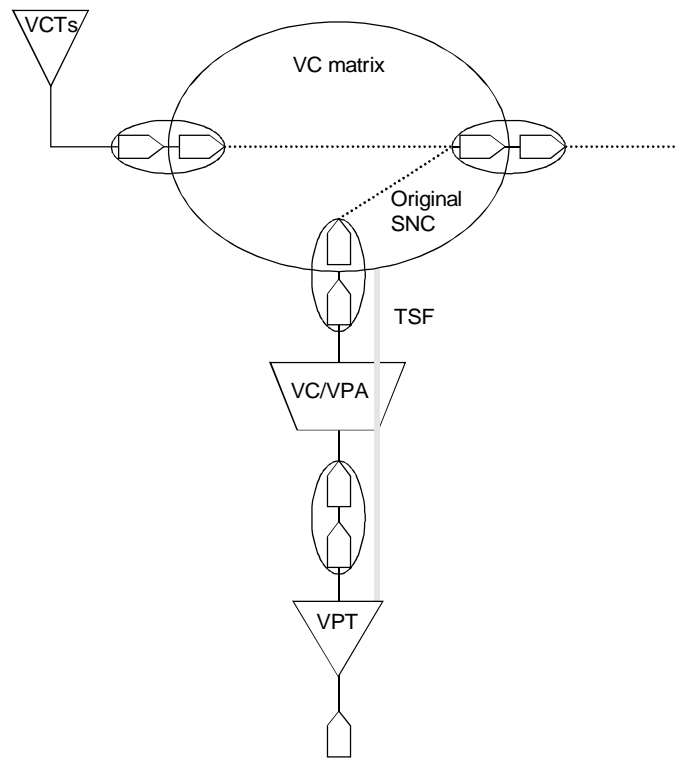 VCTs
VC matrix
Original
SNC
TSF
VC/VPA
VPT